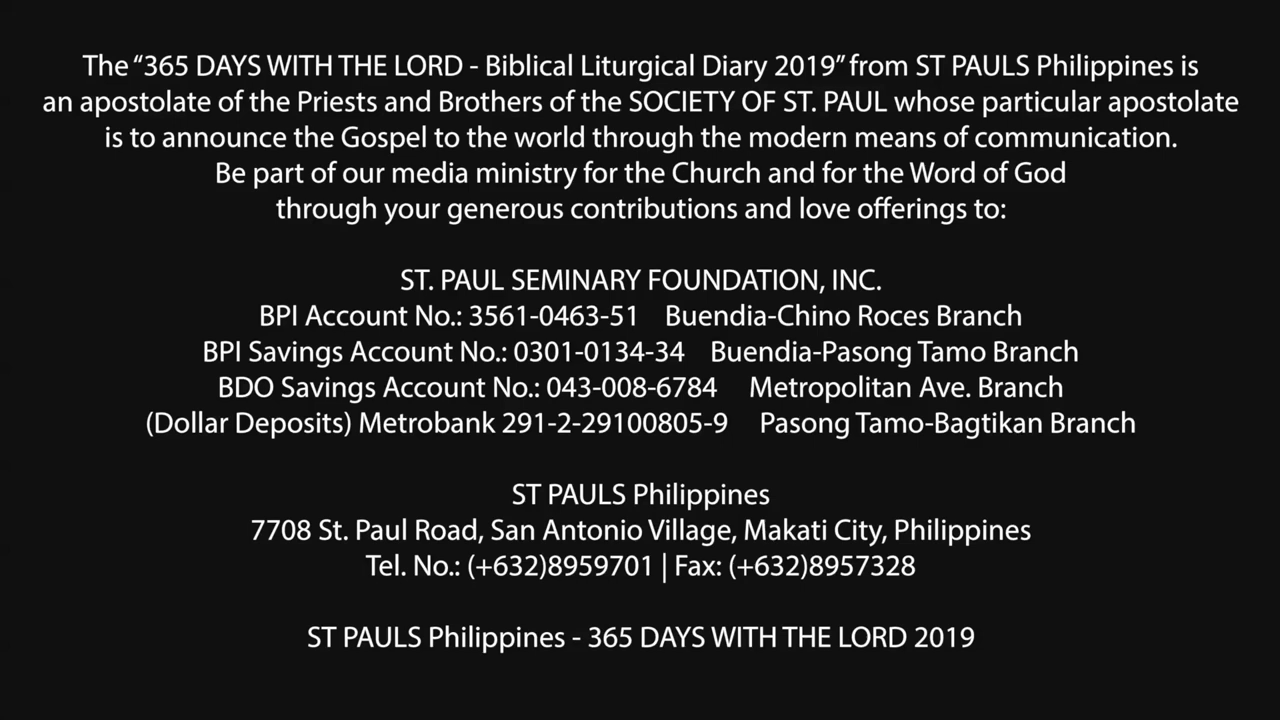 The “365 DAYS WITH THE LORD - Biblical Liturgical Diary 2019” from ST PAULS Philippines is
an apostolate of the Priests and Brothers of the SOCIETY OF ST. PAUL whose particular apostolate
is to announce the Gospel to the world through the modern means of communication.
Be part of our media ministry for the Church and for the Word of God
through your generous contributions and love offerings to:
ST. PAUL SEMINARY FOUNDATION, INC.
BPI Account No.: 3561-0463-51 Buendia-Chino Roces Branch
BPI Savings Account No.: 0301-0134-34 Buendia-Pasong Tamo Branch
BDO Savings Account No.: 043-008-6784 Metropolitan Ave. Branch
(Dollar Deposits) Metrobank 291-2-29100805-9 Pasong Tamo-Bagtikan Branch
ST PAULS Philippines
7708 St. Paul Road, San Antonio Village, Makati City, Philippines
Tel. No.: (+632)8959701 | Fax: (+632)8957328
ST PAULS Philippines - 365 DAYS WITH THE LORD 2019